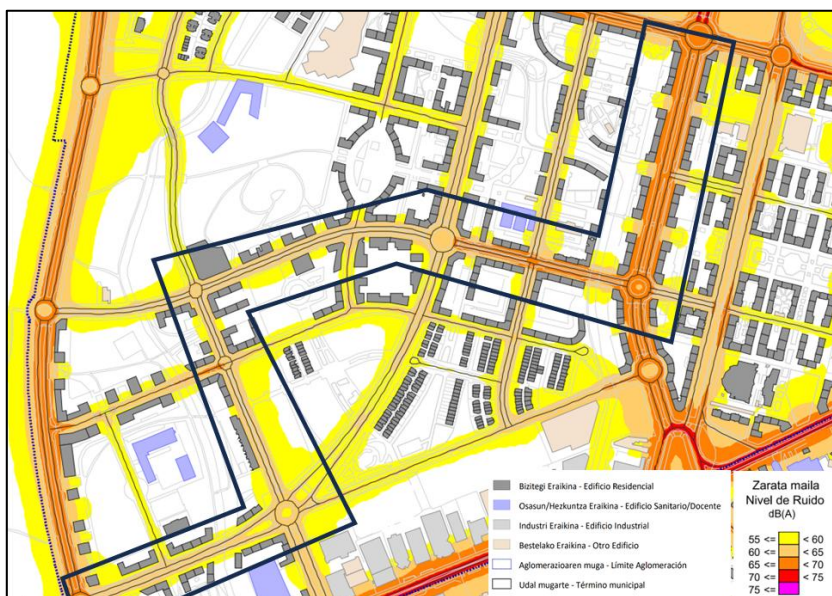 Bizitegi Eraikina - Edificio Residencial
Osasun/Hezkuntza Eraikina - Edificio Sanitario/Docente
Industri Eraikina - Edificio Industrial
Bestelako Eraikina - Otro Edificio
Aglomerazioaren muga - Límite Aglomeración
Udal mugarte - Término municipal
Zarata maila
Nivel de Ruido
dB(A)
55 <= < 60
60 <= < 65
65 <= < 70
70 <= < 75
75 <=